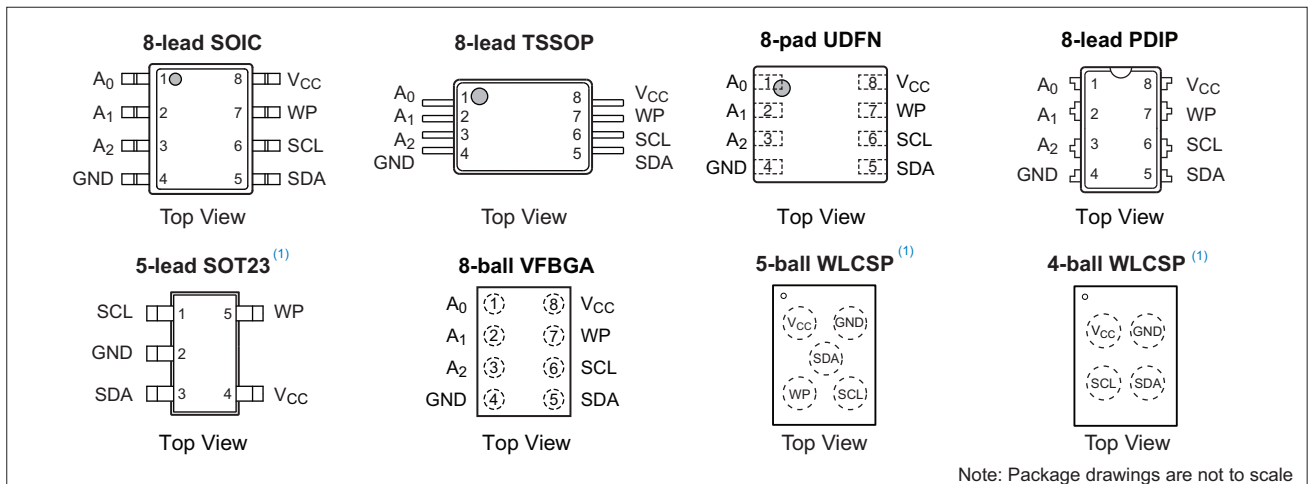 8-lead SOIC
A0 1 8 VCC
A1 2 7 WP
A2 3 6 SCL
GND 4 5 SDA
Top View
8-lead TSSOP
A0 1 8 VCC
A1 2 7 WP
A2 3 6 SCL
GND 4 5 SDA
Top View
8-pad UDFN
A0 1 8 VCC
A1 2 7 WP
A2 3 6 SCL
GND 4 5 SDA
Top View
8-lead PDIP
A0 1 8 VCC
A1 2 7 WP
A2 3 6 SCL
GND 4 5 SDA
Top View
5-lead SOT23 (1)
SCL 1 5 WP
GND 2
SDA 3 4 VCC
Top View
8-ball VFBGA
A0 1 8 VCC
A1 2 7 WP
A2 3 6 SCL
GND 4 5 SDA
Top View
5-ball WLCSP (1)
VCC GND
SDA
WP SCL
Top View
4-ball WLCSP (1)
VCC GND
SCL SDA
Top View
Note: Package drawings are not to scale